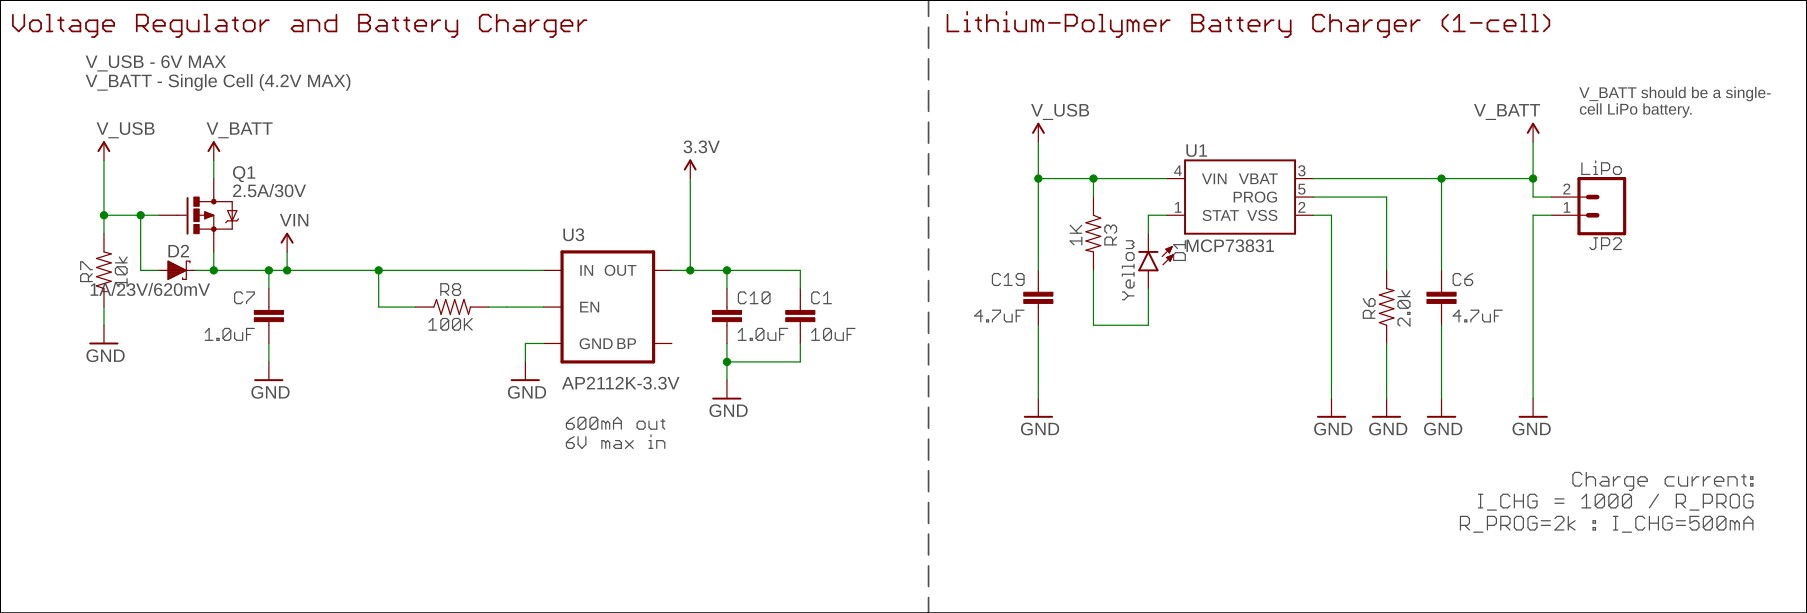 Voltage Regulator and Battery Charger
V_USB - 6V MAX
V_BATT - Single Cell (4.2V MAX)
V_USB
V_BATT
Q1
2.5A/30V
VIN
3.3V
D2
R7
10k
1A/23V/620mV
GND
C7
1.0uF
GND
R8
100K
U3
IN OUT
EN
GND BP
AP2112K-3.3V
GND
600mA out
6V max in
C10
1.0uF
C1
10uF
GND
Lithium-Polymer Battery Charger (1-cell)
V_BATT should be a single-
cell LiPo battery.
V_USB
V_BATT
U1
4 VIN VBAT 3
PROG 5
1 STAT VSS 2
MCP73831
1K
R3
Yellow
D1
C19
4.7uF
R6
2.0k
C6
4.7uF
LiPo
2
1
JP2
GND
GND
GND
GND
GND
Charge current:
I_CHG = 1000 / R_PROG
R_PROG=2k : I_CHG=500mA